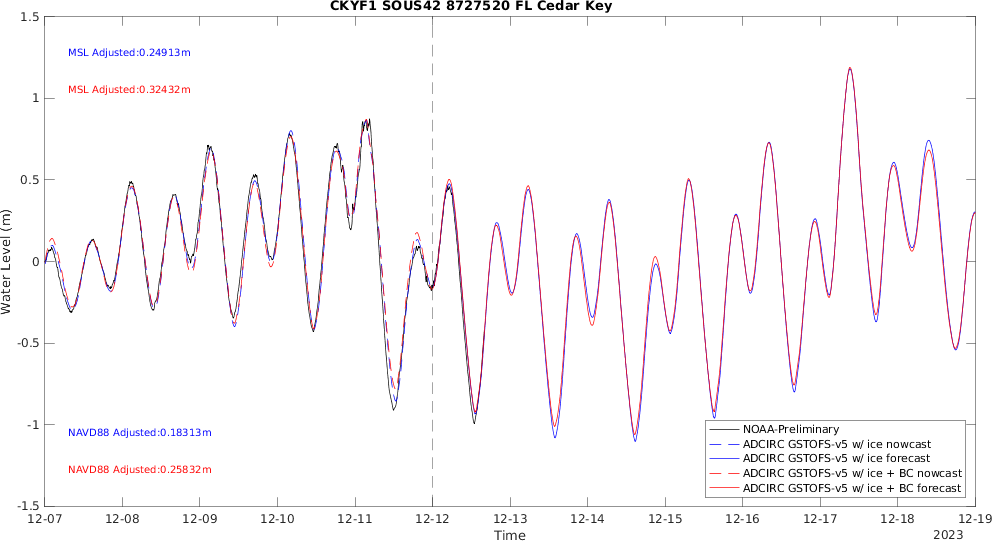 CKYF1 SOUS42 8727520 FL Cedar Key
1.5
1
0.5
0
-0.5
-1
-1.5
Water Level (m)
MSL Adjusted:0.24913m
MSL Adjusted:0.32432m
NAVD88 Adjusted:0.18313m
NAVD88 Adjusted:0.25832m
NOAA-Preliminary
ADCIRC GSTOFS-v5 w/ ice nowcast
ADCIRC GSTOFS-v5 w/ ice forecast
ADCIRC GSTOFS-v5 w/ ice + BC nowcast
ADCIRC GSTOFS-v5 w/ ice + BC forecast
12-07 12-08 12-09 12-10 12-11 12-12 12-13 12-14 12-15 12-16 12-17 12-18 12-19
Time
2023